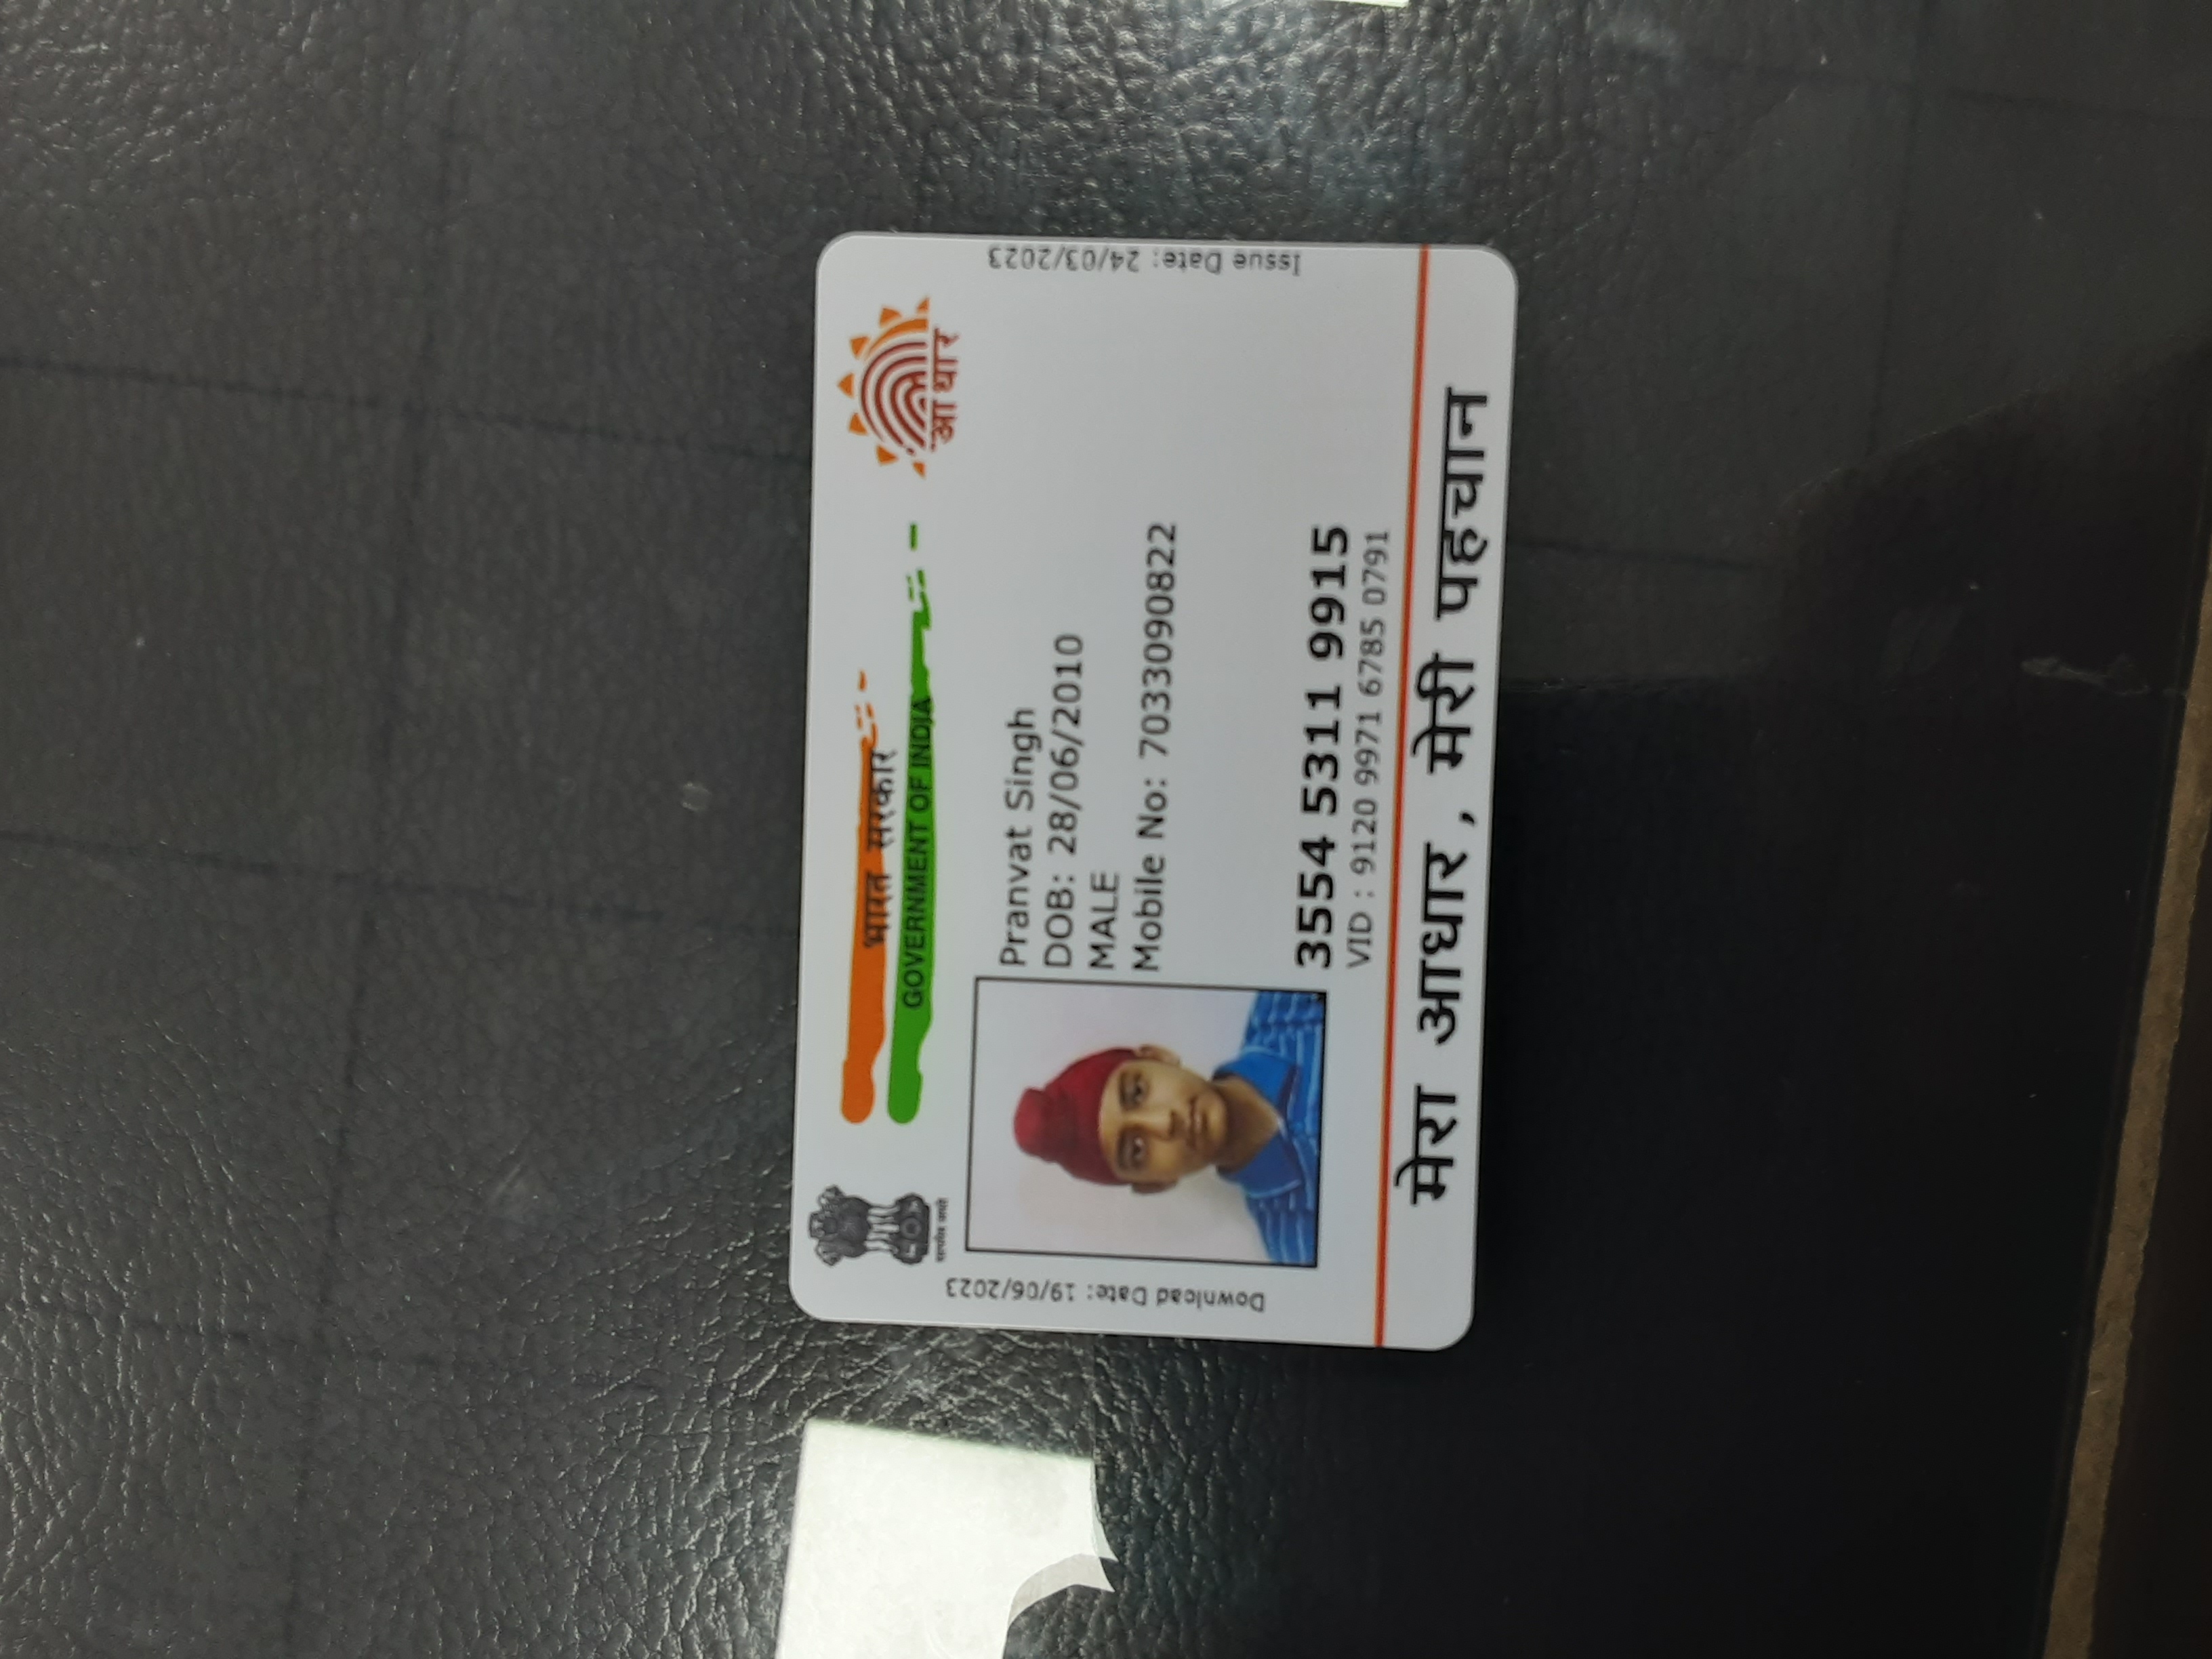 सत्यमेव जयते
भारत सरकार
GOVERNMENT OF INDIA
आधार
Download Date: 19/06/2023
Issue Date: 24/03/2023
Pranvat Singh
DOB: 28/06/2010
MALE
Mobile No: 7033090822
3554 5311 9915
VID : 9120 9971 6785 0791
मेरा आधार, मेरी पहचान